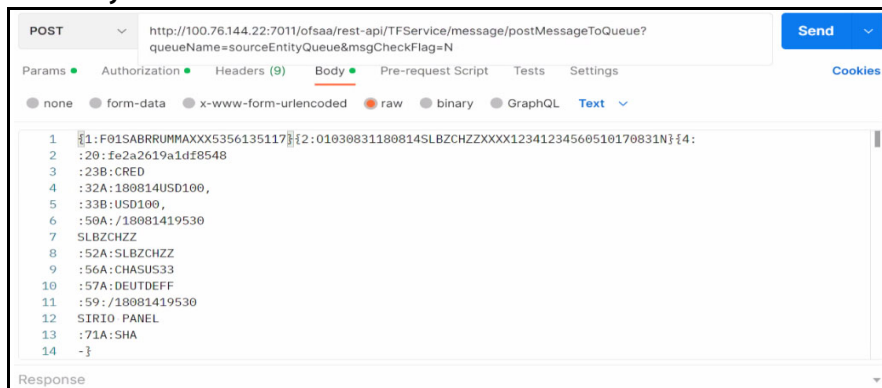 POST
http://100.76.144.22:7011/ofsaa/rest-api/TFService/message/postMessageToQueue?
queueName=sourceEntityQueue&msgCheckFlag=N
Send
Params Authorization Headers (9) Body Pre-request Script Tests Settings Cookies
none form-data x-www-form-urlencoded raw binary GraphQL Text
1 {1:F01SABRRUMMAXXX5356135117}{2:O1030831180814SLBZCHZZXXXX12341234560510170831N}{4:
2 :20:fe2a2619a1df8548
3 :23B:CRED
4 :32A:180814USD100,
5 :33B:USD100,
6 :50A:/18081419530
7 SLBZCHZZ
8 :52A:SLBZCHZZ
9 :56A:CHASUS33
10 :57A:DEUTDEFF
11 :59:/18081419530
12 SIRIO PANEL
13 :71A:SHA
14 -}
Response